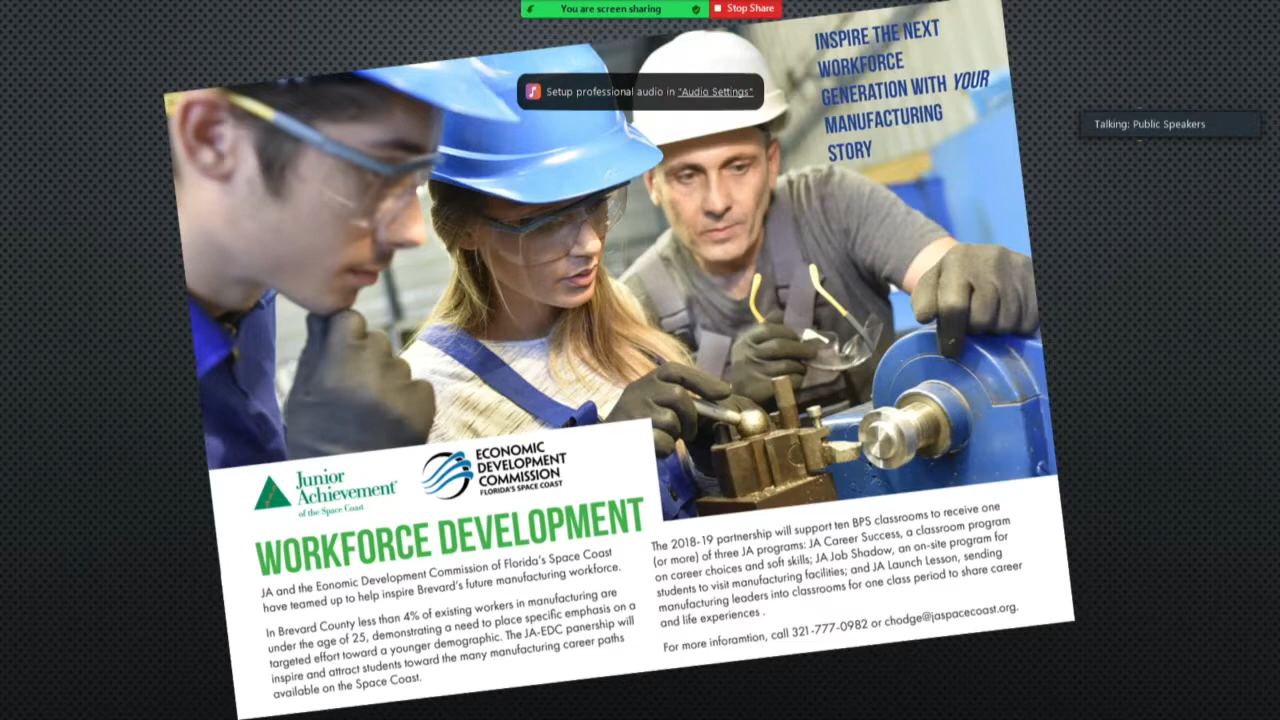 You are screen sharing
Stop Share
Setup professional audio in "Audio Settings"
Talking: Public Speakers
INSPIRE THE NEXT
WORKFORCE
GENERATION WITH YOUR
MANUFACTURING
STORY
Junior
Achievement®
of the Space Coast
ECONOMIC
DEVELOPMENT
COMMISSION
FLORIDA'S SPACE COAST
WORKFORCE DEVELOPMENT
JA and the Eonomic Development Commission of Florida's Space Coast
have teamed up to help inspire Brevard's future manufacturing workforce.
In Brevard County less than 4% of existing workers in manufacturing are
under the age of 25, demonstrating a need to place specific emphasis on a
targeted effort toward a younger demographic. The JA-EDC panership will
inspire and attract students toward the many manufacturing career paths
available on the Space Coast.
The 2018-19 partnership will support ten BPS classrooms to receive one
(or more) of three JA programs: JA Career Success, a classroom program
on career choices and soft skills; JA Job Shadow, an on-site program for
students to visit manufacturing facilities; and JA Launch Lesson, sending
manufacturing leaders into classrooms for one class period to share career
and life experiences .
For more inforamtion, call 321-777-0982 or chodge@jaspacecoast.org.